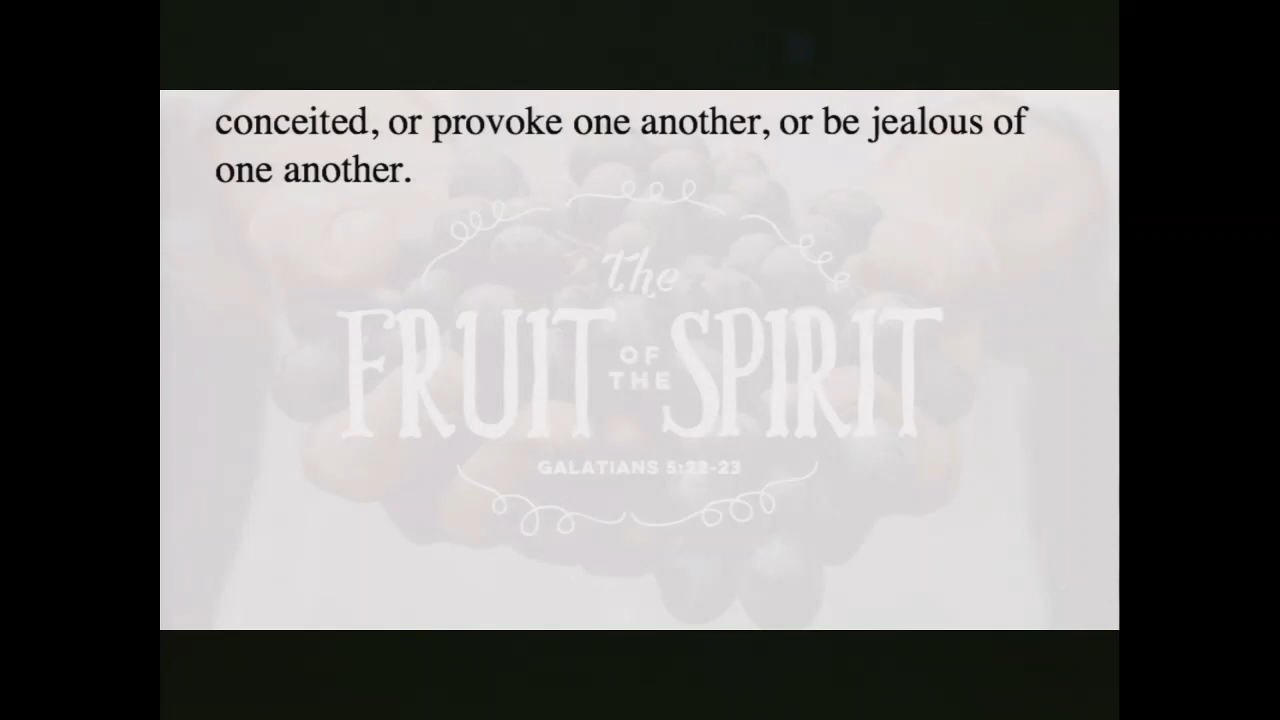 conceited, or provoke one another, or be jealous of
one another.
the
FRUIT OF THE SPIRIT
GALATIANS 5:22-23